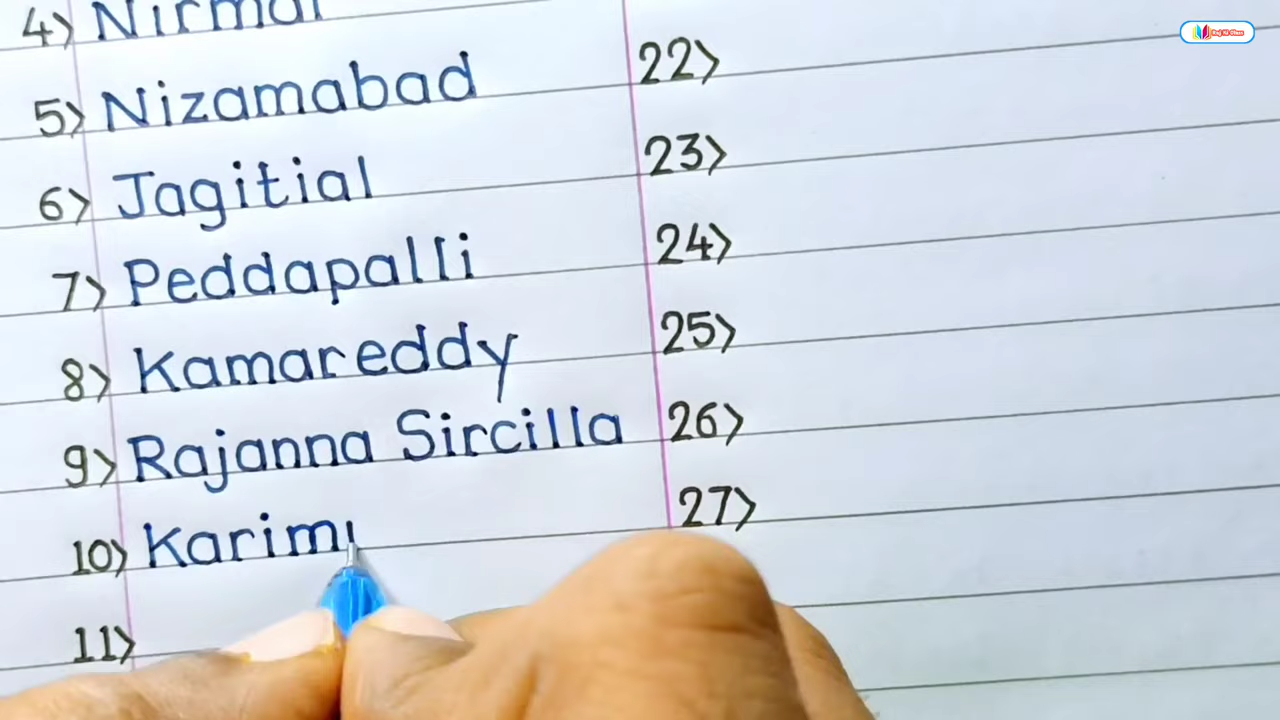 4) Nirmal
5) Nizamabad
6) Jagitial
7) Peddapalli
8) Kamareddy
9) Rajanna Sircilla
10) Karim
11)
22)
23)
24)
25)
26)
27)